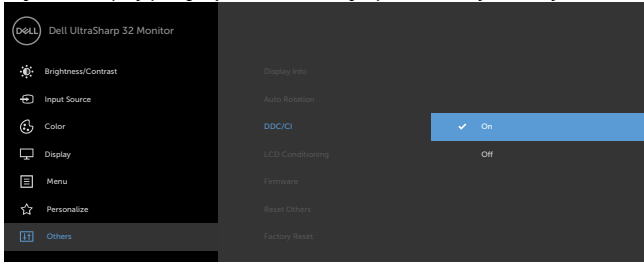 DELL Dell UltraSharp 32 Monitor
Brightness/Contrast Display Info
Input Source Auto Rotation
Color DDC/CI On
Display LCD Conditioning Off
Menu Firmware
Personalize Reset Others
Others Factory Reset